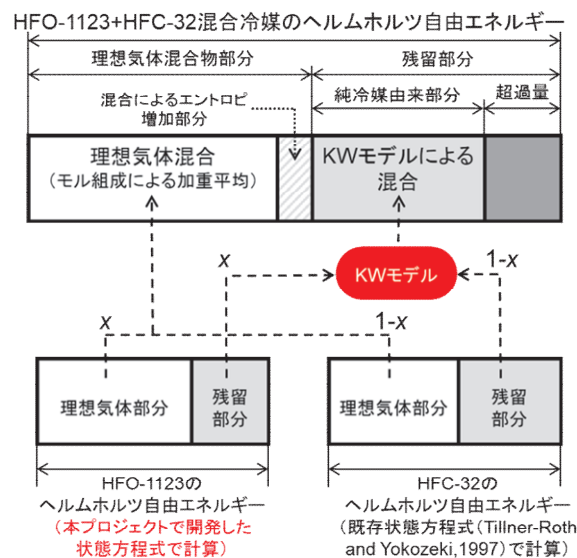 HFO-1123+HFC-32混合冷媒のヘルムホルツ自由エネルギー
理想気体混合物部分
残留部分
混合によるエントロピ
増加部分
純冷媒由来部分
超過量
理想気体混合
(モル組成による加重平均)
KWモデルによる
混合
x
KWモデル
1-x
x
1-x
理想気体部分
残留
部分
理想気体部分
残留
部分
HFO-1123の
ヘルムホルツ自由エネルギー
(本プロジェクトで開発した
状態方程式で計算)
HFC-32の
ヘルムホルツ自由エネルギー
(既存状態方程式(Tillner-Roth
and Yokozeki,1997)で計算)